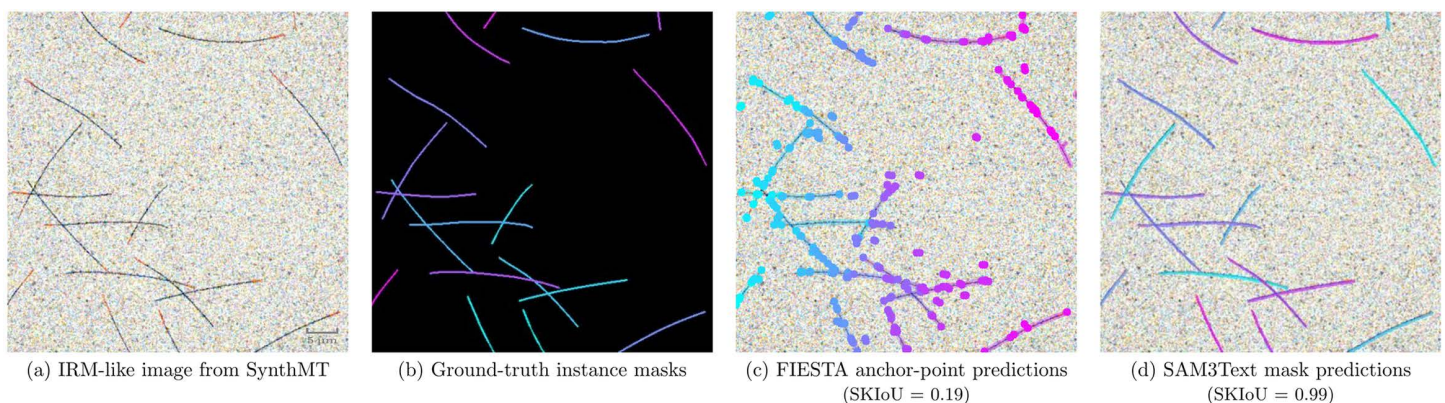 5 µm
(a) IRM-like image from SynthMT
(b) Ground-truth instance masks
(c) FIESTA anchor-point predictions
(SKIoU = 0.19)
(d) SAM3Text mask predictions
(SKIoU = 0.99)